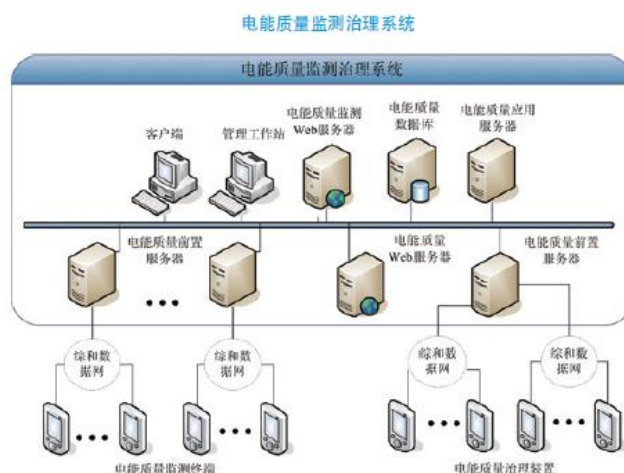 电能质量监测治理系统
电能质量监测治理系统
客户端
管理工作站
电能质量监测
Web服务器
电能质量
数据库
电能质量应用
服务器
电能质量前置
服务器
电能质量
Web服务器
电能质量前置
服务器
综和数
据网
综和数
据网
综和数
据网
综和数
据网
电能质量监测终端
电能质量治理装置